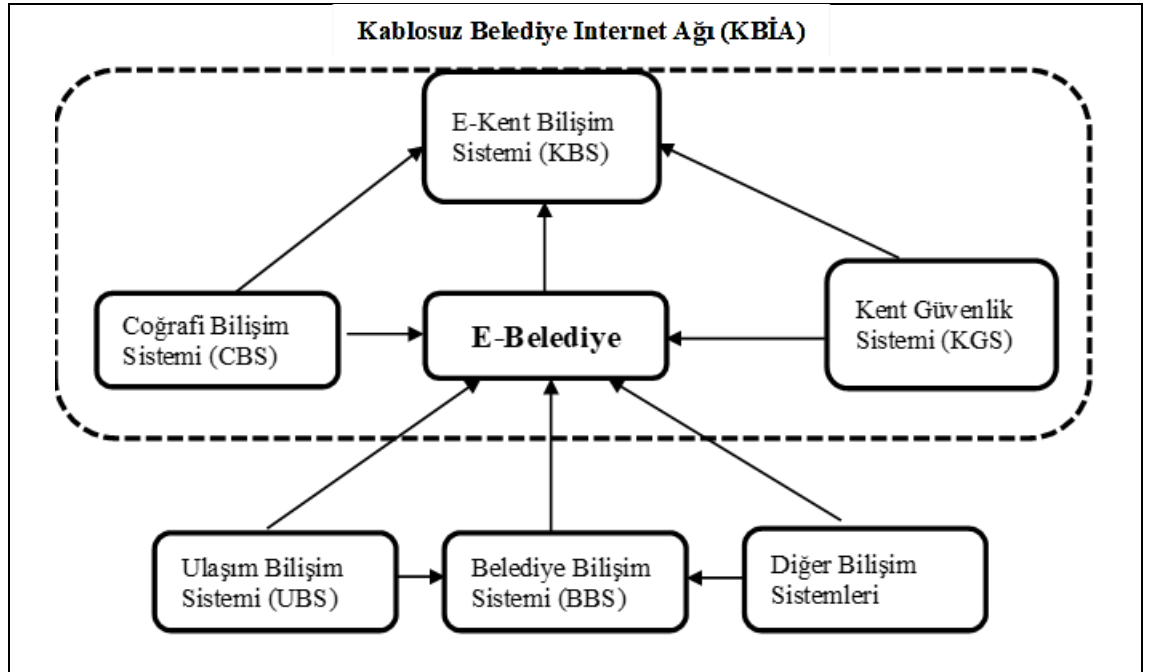 Kablosuz Belediye Internet Ağı (KBİA)
E-Kent Bilişim
Sistemi (KBS)
Coğrafi Bilişim
Sistemi (CBS)
E-Belediye
Kent Güvenlik
Sistemi (KGS)
Ulaşım Bilişim
Sistemi (UBS)
Belediye Bilişim
Sistemi (BBS)
Diğer Bilişim
Sistemleri